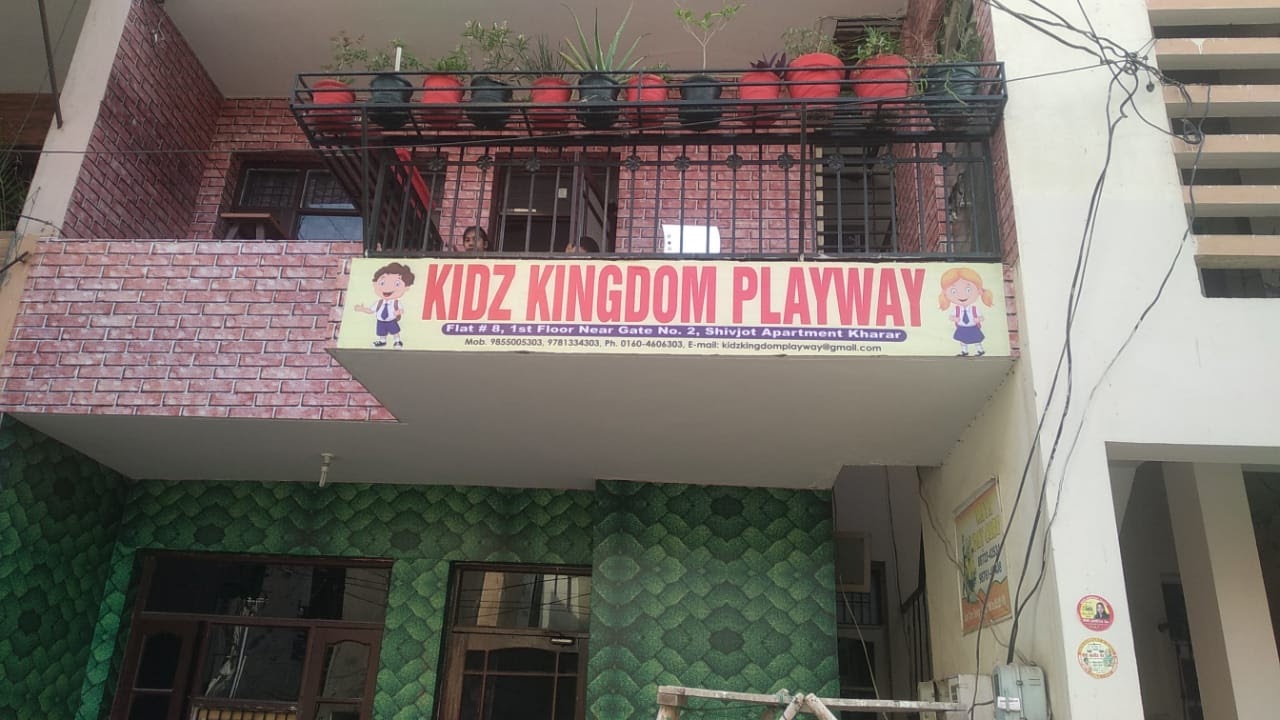 KIDZ KINGDOM PLAYWAY
Flat # 8, 1st Floor Near Gate No. 2, Shivjot Apartment Kharar
Mob. 9855005303, 9781334303, Ph. 0160-4606303, E-mail: kidzkingdomplayway@gmail.com